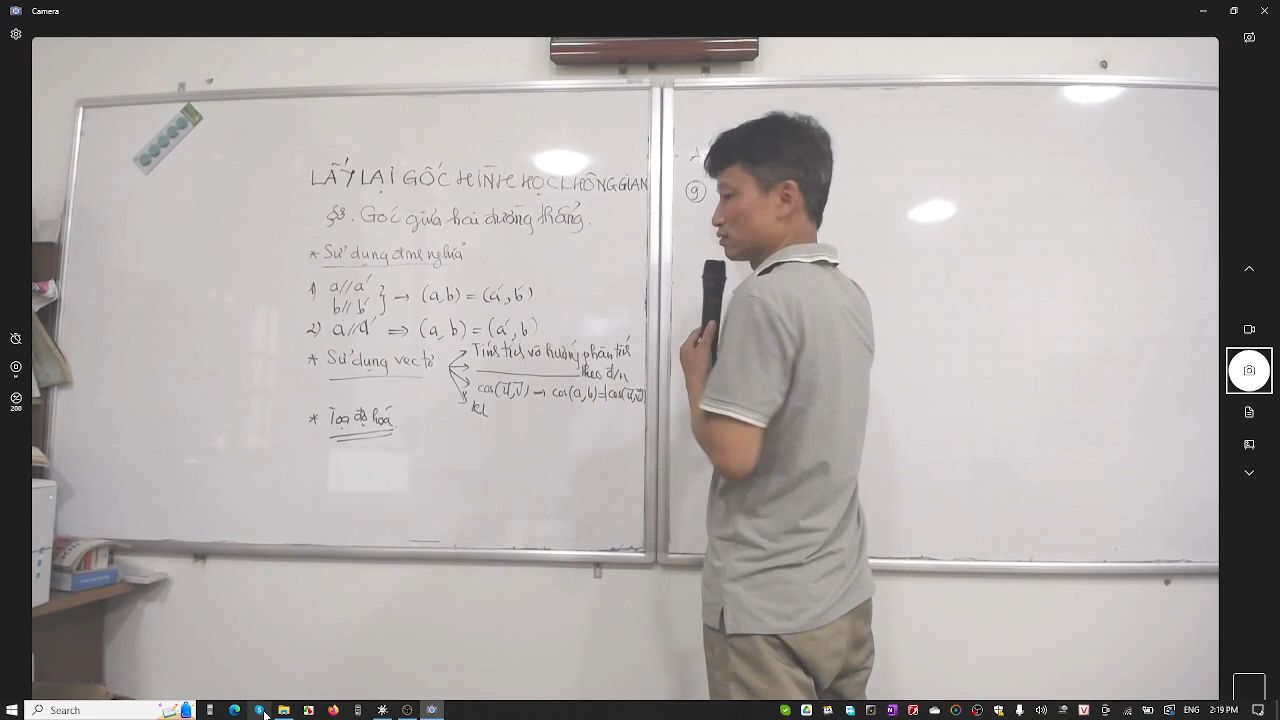 Camera
LẤY LẠI GỐC HÌNH HỌC KHÔNG GIAN
§3. Góc giữa hai đường thẳng.
* Sử dụng định nghĩa
1) a//a'
b//b' } → (a,b) = (a',b')
2) a//a' ⇒ (a,b) = (a',b)
* Sử dụng vectơ
Tính tích vô hướng phân tích
theo đ/n
cos(u,v) → cos(a,b)=|cos(u,v)|
kl
* Toạ độ hoá.
9
200
Search
ENG 2:19 PM